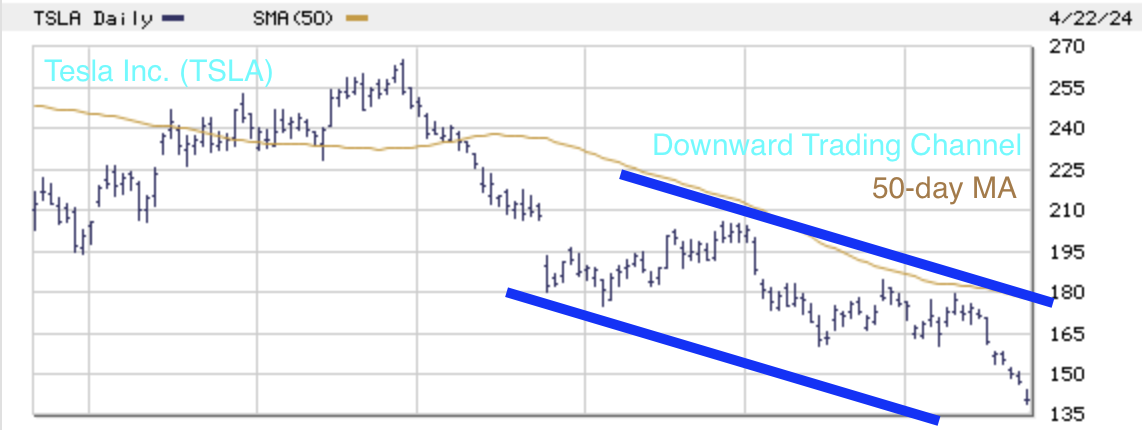 TSLA Daily SMA(50) 4/22/24
Tesla Inc. (TSLA)
Downward Trading Channel
50-day MA
270
255
240
225
210
195
180
165
150
135